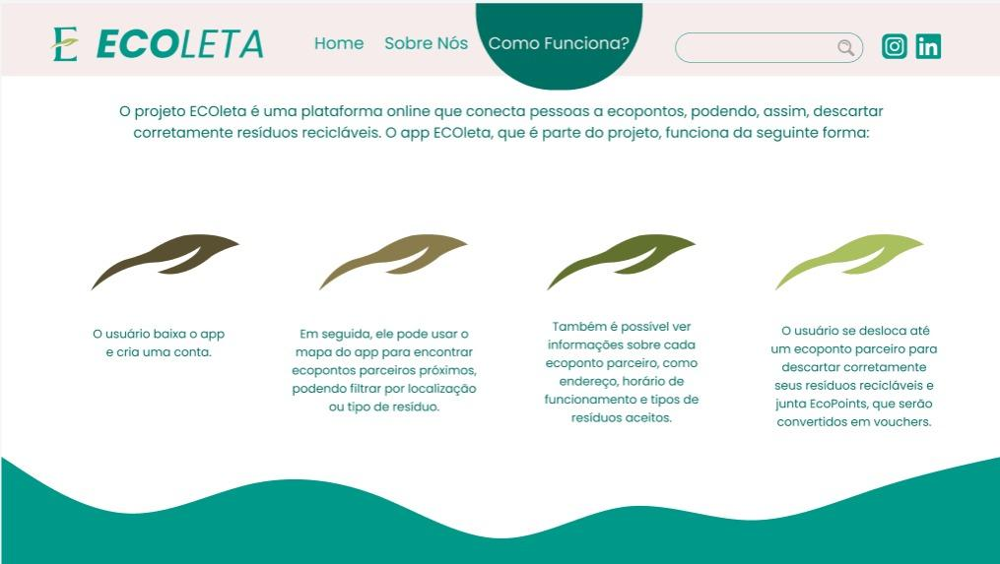 E ECOLETA
Home Sobre Nós Como Funciona?
O projeto ECOleta é uma plataforma online que conecta pessoas a ecopontos, podendo, assim, descartar
corretamente resíduos recicláveis. O app ECOleta, que é parte do projeto, funciona da seguinte forma:
O usuário baixa o app
e cria uma conta.
Em seguida, ele pode usar o
mapa do app para encontrar
ecopontos parceiros próximos,
podendo filtrar por localização
ou tipo de resíduo.
Também é possível ver
informações sobre cada
ecoponto parceiro, como
endereço, horário de
funcionamento e tipos de
resíduos aceitos.
O usuário se desloca até
um ecoponto parceiro para
descartar corretamente
seus resíduos recicláveis e
junta EcoPoints, que serão
convertidos em vouchers.